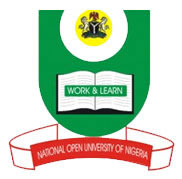 WORK & LEARN
NATIONAL OPEN UNIVERSITY OF NIGERIA